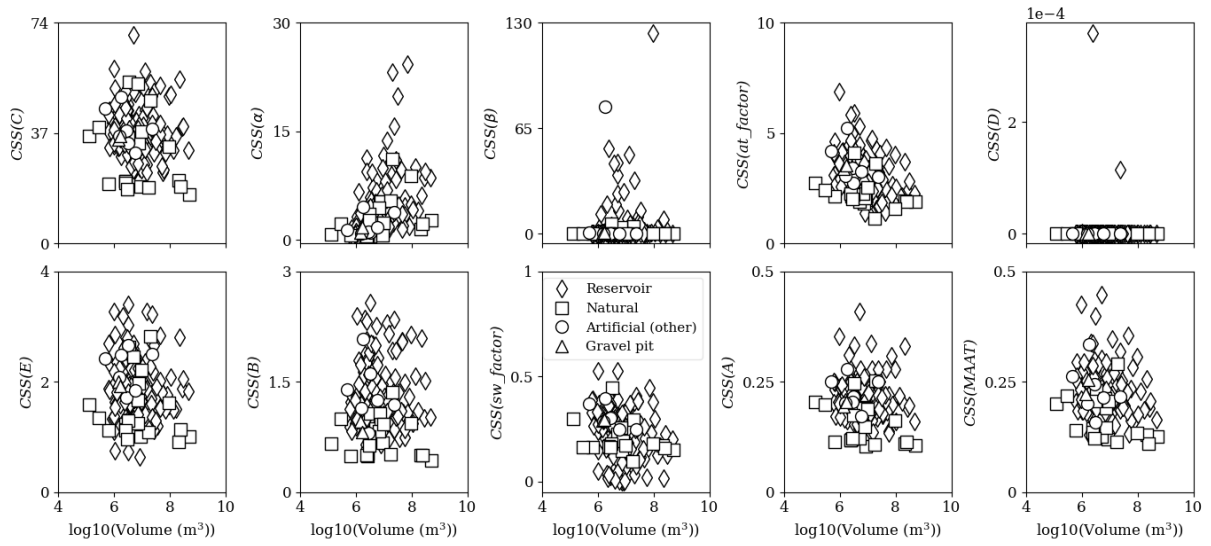 1e−4
74
37
0
CSS(C)
30
15
0
CSS(α)
130
65
0
CSS(β)
10
5
0
CSS(at_factor)
2
0
CSS(D)
4
2
0
CSS(E)
4 6 8 10
log10(Volume (m³))
3
1.5
0
CSS(B)
4 6 8 10
log10(Volume (m³))
1
0.5
0
CSS(sw_factor)
Reservoir
Natural
Artificial (other)
Gravel pit
4 6 8 10
log10(Volume (m³))
0.5
0.25
0
CSS(A)
4 6 8 10
log10(Volume (m³))
0.5
0.25
0
CSS(MAAT)
4 6 8 10
log10(Volume (m³))